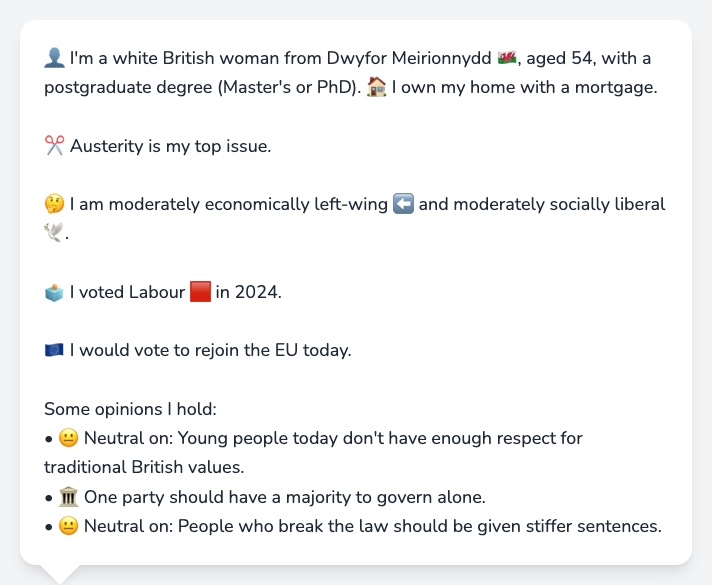 👤 I'm a white British woman from Dwyfor Meirionnydd 🏴󠁧󠁢󠁷󠁬󠁳󠁿, aged 54, with a
postgraduate degree (Master's or PhD). 🏠 I own my home with a mortgage.
✂️ Austerity is my top issue.
🤔 I am moderately economically left-wing ⬅️ and moderately socially liberal
🕊️.
🗳️ I voted Labour 🟥 in 2024.
🇪🇺 I would vote to rejoin the EU today.
Some opinions I hold:
• 😐 Neutral on: Young people today don't have enough respect for
traditional British values.
• 🏛️ One party should have a majority to govern alone.
• 😐 Neutral on: People who break the law should be given stiffer sentences.